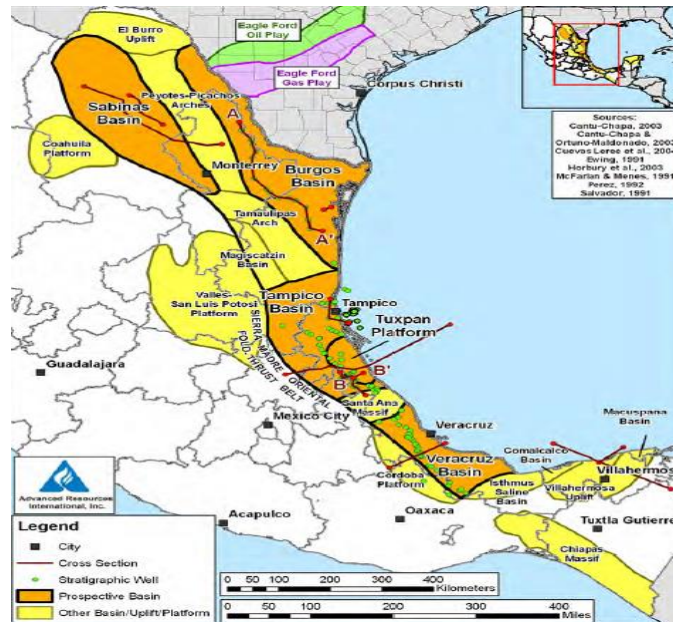 El Burro
Uplift
Eagle Ford
Oil Play
Eagle Ford
Gas Play
Corpus Christi
Peyotes-Picachos
Arches
Sabinas
Basin
A
Coahuila
Platform
Monterrey
Burgos
Basin
Sources:
Cantu-Chapa, 2003
Cantu-Chapa &
Ortuno-Maldonado, 2003
Ewing, 1991
Horbury et al., 2003
McFarlan & Menes, 1991
Perez, 1992
Salvador, 1991
Tamaulipas
Arch
A'
Magiscatzin
Basin
Valles-
San Luis Potosi
Platform
Tampico
Basin
Tampico
Tuxpan
Platform
SIERRA MADRE ORIENTAL
FOLD-THRUST BELT
B
B'
Guadalajara
Santa Ana
Massif
Mexico City
Veracruz
Veracruz
Basin
Cordoba
Platform
Macuspana
Basin
Comalcalco
Basin
Villahermosa
Isthmus
Saline
Basin
Villahermosa
Uplift
Advanced Resources
International, Inc.
Acapulco
Oaxaca
Tuxtla Gutierre
Chiapas
Massif
Legend
City
Cross Section
Stratigraphic Well
Prospective Basin
Other Basin/Uplift/Platform
0 50 100 200 300 400
Kilometers
0 50 100 200 300 400
Miles